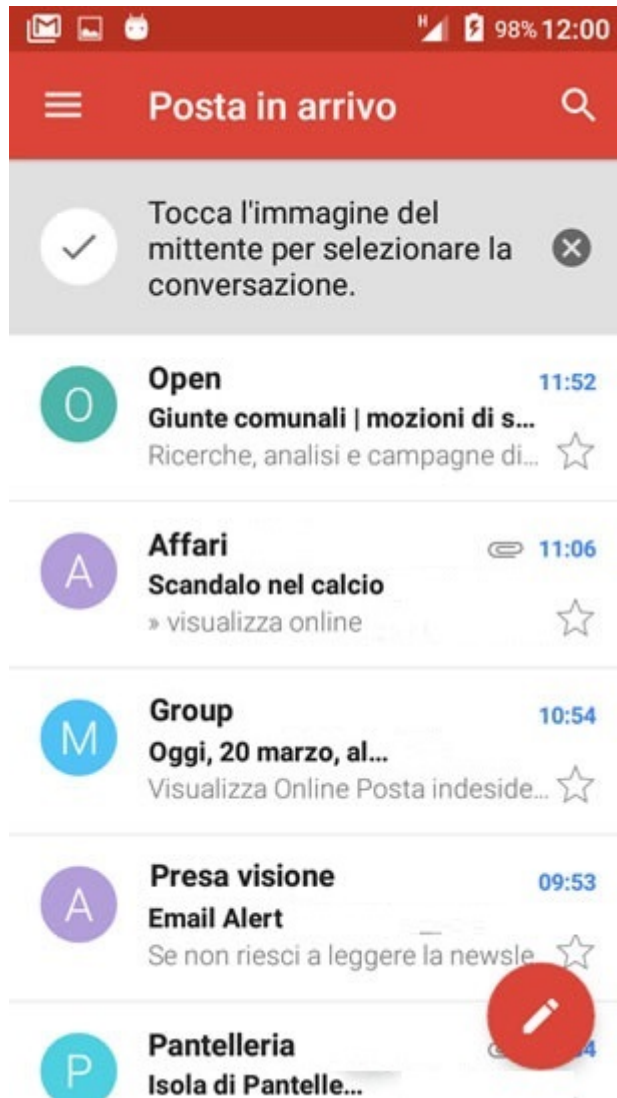 H 98% 12:00
Posta in arrivo
Tocca l'immagine del
mittente per selezionare la
conversazione.
O Open 11:52
Giunte comunali | mozioni di s...
Ricerche, analisi e campagne di...
A Affari 11:06
Scandalo nel calcio
» visualizza online
M Group 10:54
Oggi, 20 marzo, al...
Visualizza Online Posta indeside...
A Presa visione 09:53
Email Alert
Se non riesci a leggere la newsle
P Pantelleria
Isola di Pantelle...